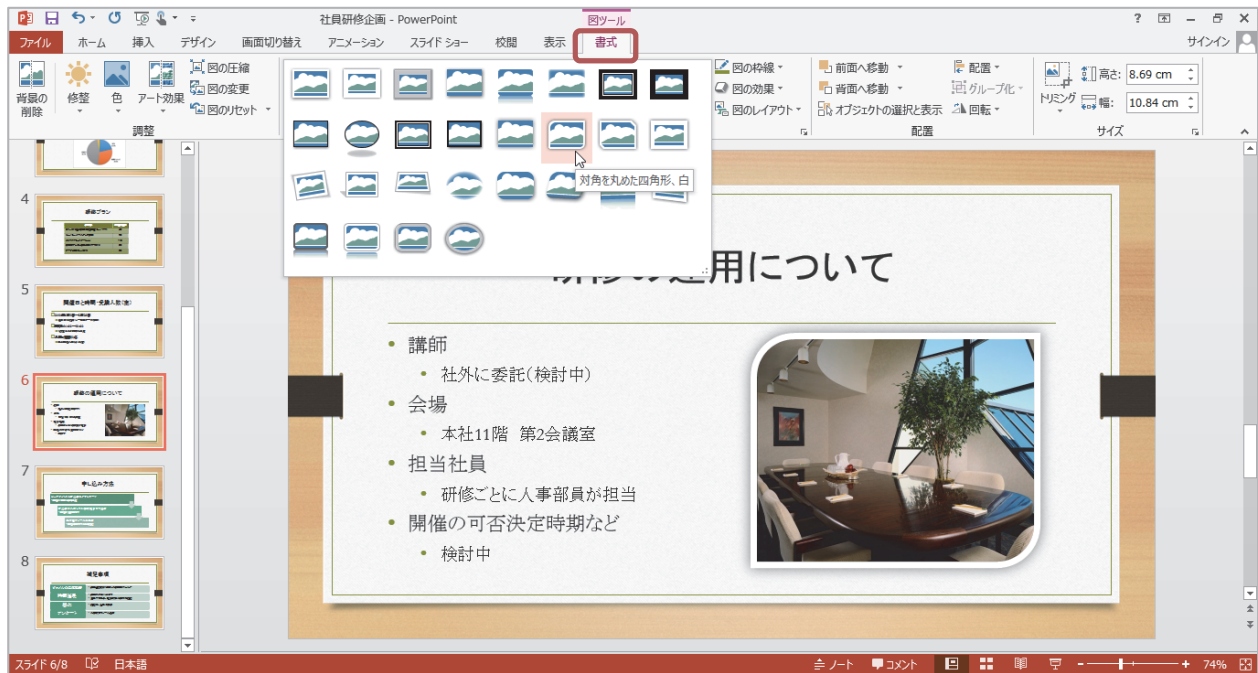 社員研修企画 - PowerPoint
図ツール
?
ファイル
ホーム
挿入
デザイン
画面切り替え
アニメーション
スライド ショー
校閲
表示
書式
サインイン
背景の
削除
修整
色
アート効果
図の圧縮
図の変更
図のリセット
調整
図の枠線
図の効果
図のレイアウト
前面へ移動
背面へ移動
オブジェクトの選択と表示
配置
グループ化
回転
配置
トリミング
高さ: 8.69 cm
幅: 10.84 cm
サイズ
対角を丸めた四角形、白
4
研修プラン
5
6
研修の運用について
7
申し込み方法
8
補足事項
用について
講師
社外に委託(検討中)
会場
本社11階 第2会議室
担当社員
研修ごとに人事部員が担当
開催の可否決定時期など
検討中
スライド 6/8
日本語
ノート
コメント
74%